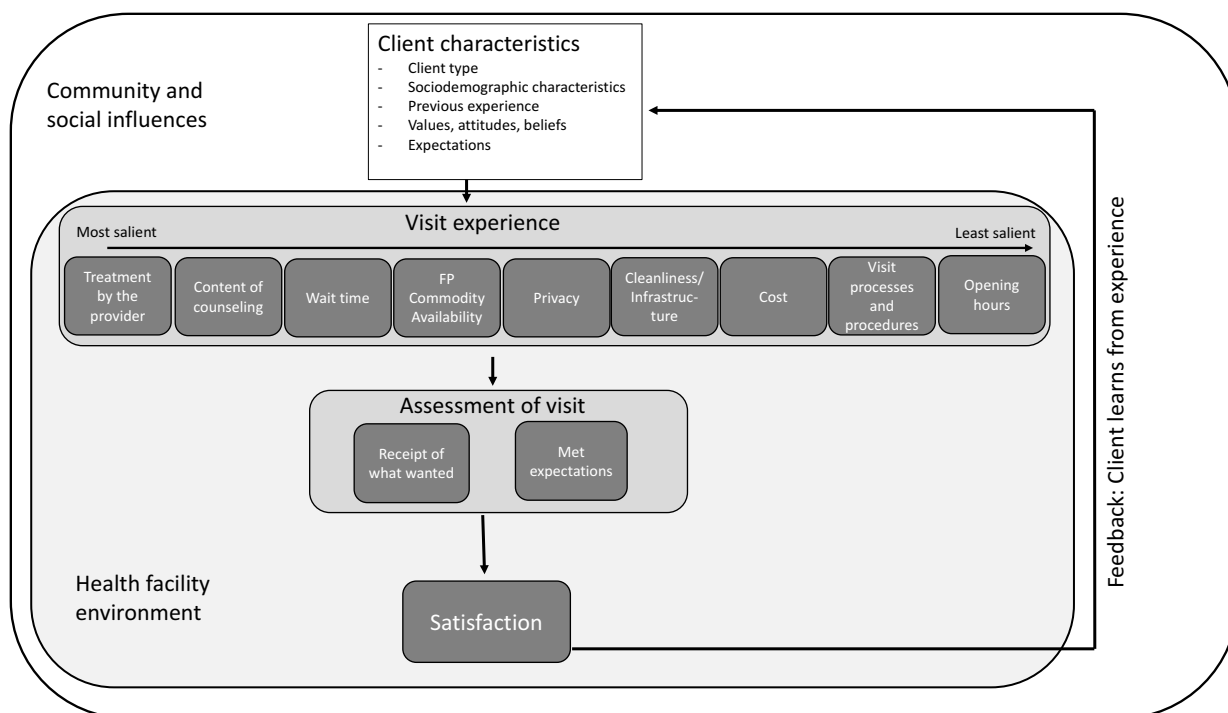 Client characteristics
- Client type
- Sociodemographic characteristics
- Previous experience
- Values, attitudes, beliefs
- Expectations
Community and
social influences
Visit experience
Most salient
Least salient
Treatment
by the
provider
Content of
counseling
Wait time
FP
Commodity
Availability
Privacy
Cleanliness/
Infrastruc-
ture
Cost
Visit
processes
and
procedures
Opening
hours
Assessment of visit
Receipt of
what wanted
Met
expectations
Health facility
environment
Satisfaction
Feedback: Client learns from experience